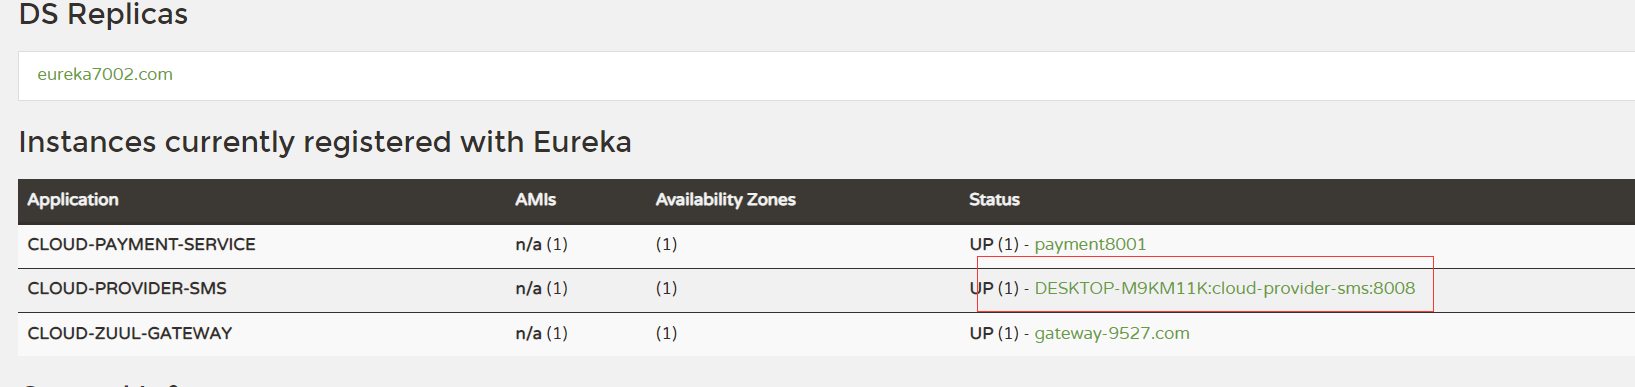 DS Replicas
eureka7002.com
Instances currently registered with Eureka
Application AMIs Availability Zones Status
CLOUD-PAYMENT-SERVICE n/a (1) (1) UP (1) - payment8001
CLOUD-PROVIDER-SMS n/a (1) (1) UP (1) - DESKTOP-M9KM11K:cloud-provider-sms:8008
CLOUD-ZUUL-GATEWAY n/a (1) (1) UP (1) - gateway-9527.com